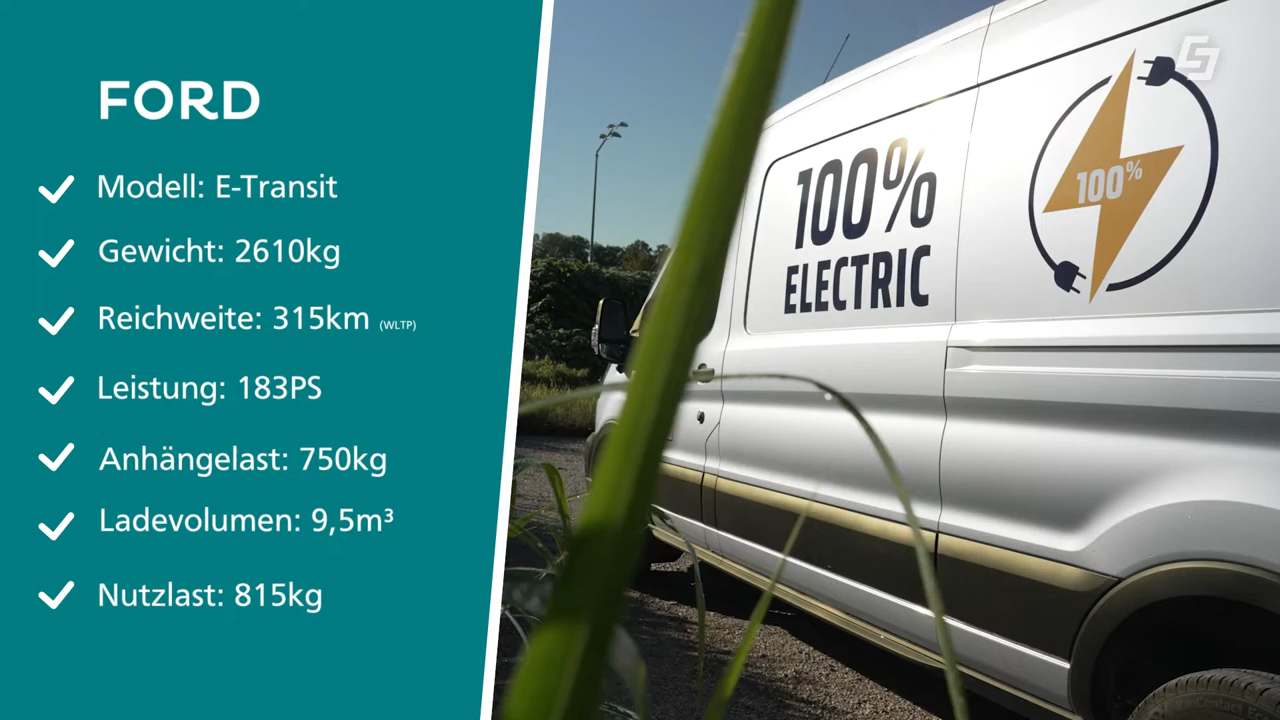 FORD
Modell: E-Transit
Gewicht: 2610kg
Reichweite: 315km (WLTP)
Leistung: 183PS
Anhängelast: 750kg
Ladevolumen: 9,5m³
Nutzlast: 815kg
100%
ELECTRIC
100%
VanContact